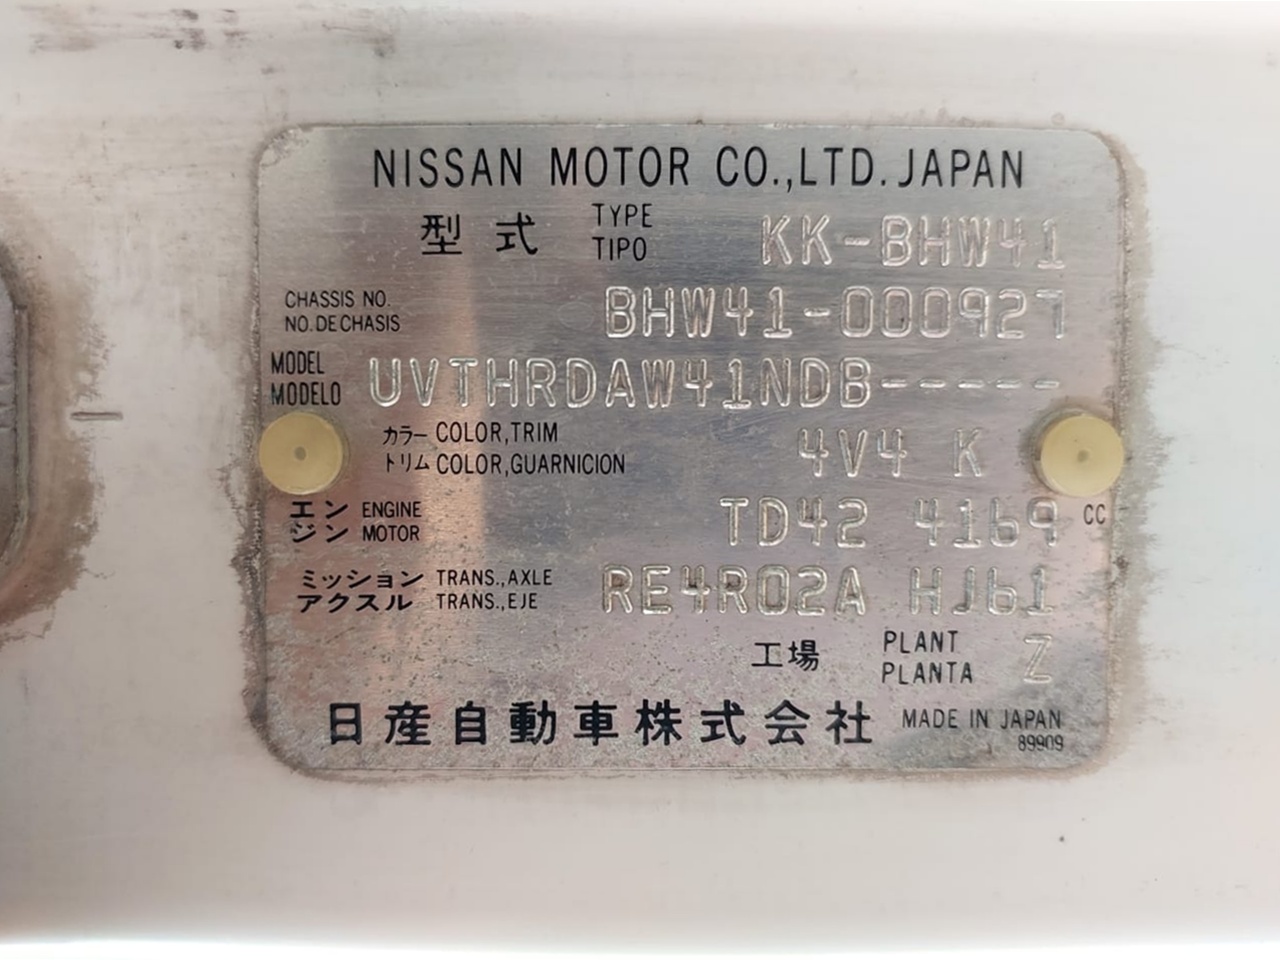 NISSAN MOTOR CO.,LTD. JAPAN
型式 TYPE TIPO KK-BHW41
CHASSIS NO. NO.DE CHASIS BHW41-000927
MODEL MODELO UVTHRDAW41NDB-----
カラー COLOR,TRIM 4V4 K
トリム COLOR,GUARNICION
エンジン ENGINE MOTOR TD42 4169 CC
ミッション TRANS.,AXLE RE4R02A HJ61
アクスル TRANS.,EJE
工場 PLANT PLANTA Z
日産自動車株式会社 MADE IN JAPAN
89909